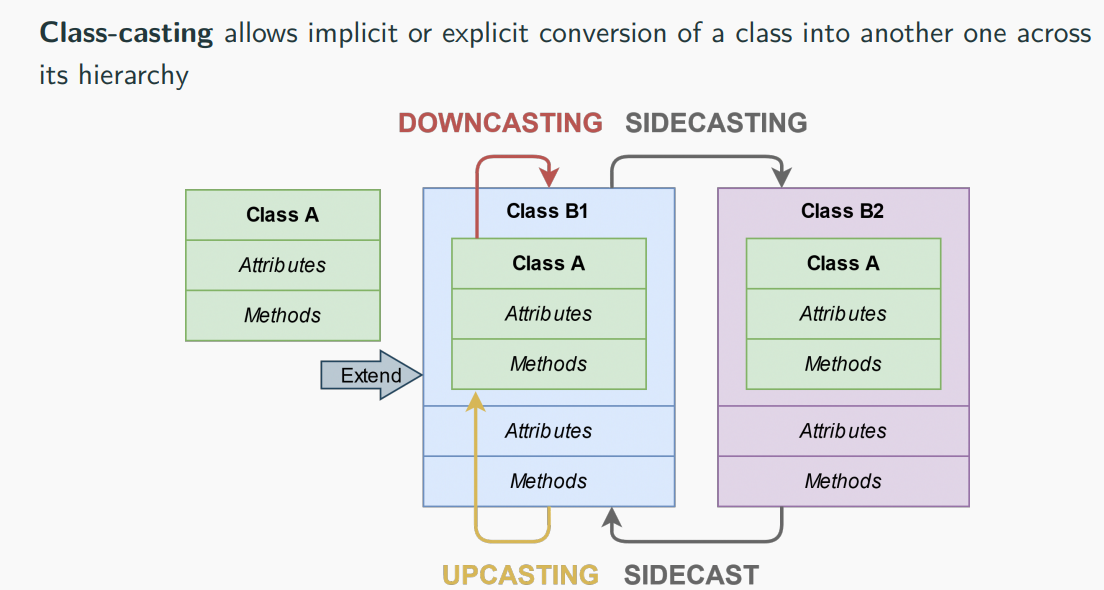 Class-casting allows implicit or explicit conversion of a class into another one across
its hierarchy
DOWNCASTING
SIDECASTING
Class A
Attributes
Methods
Extend
Class B1
Class A
Attributes
Methods
Attributes
Methods
Class B2
Class A
Attributes
Methods
Attributes
Methods
UPCASTING
SIDECAST